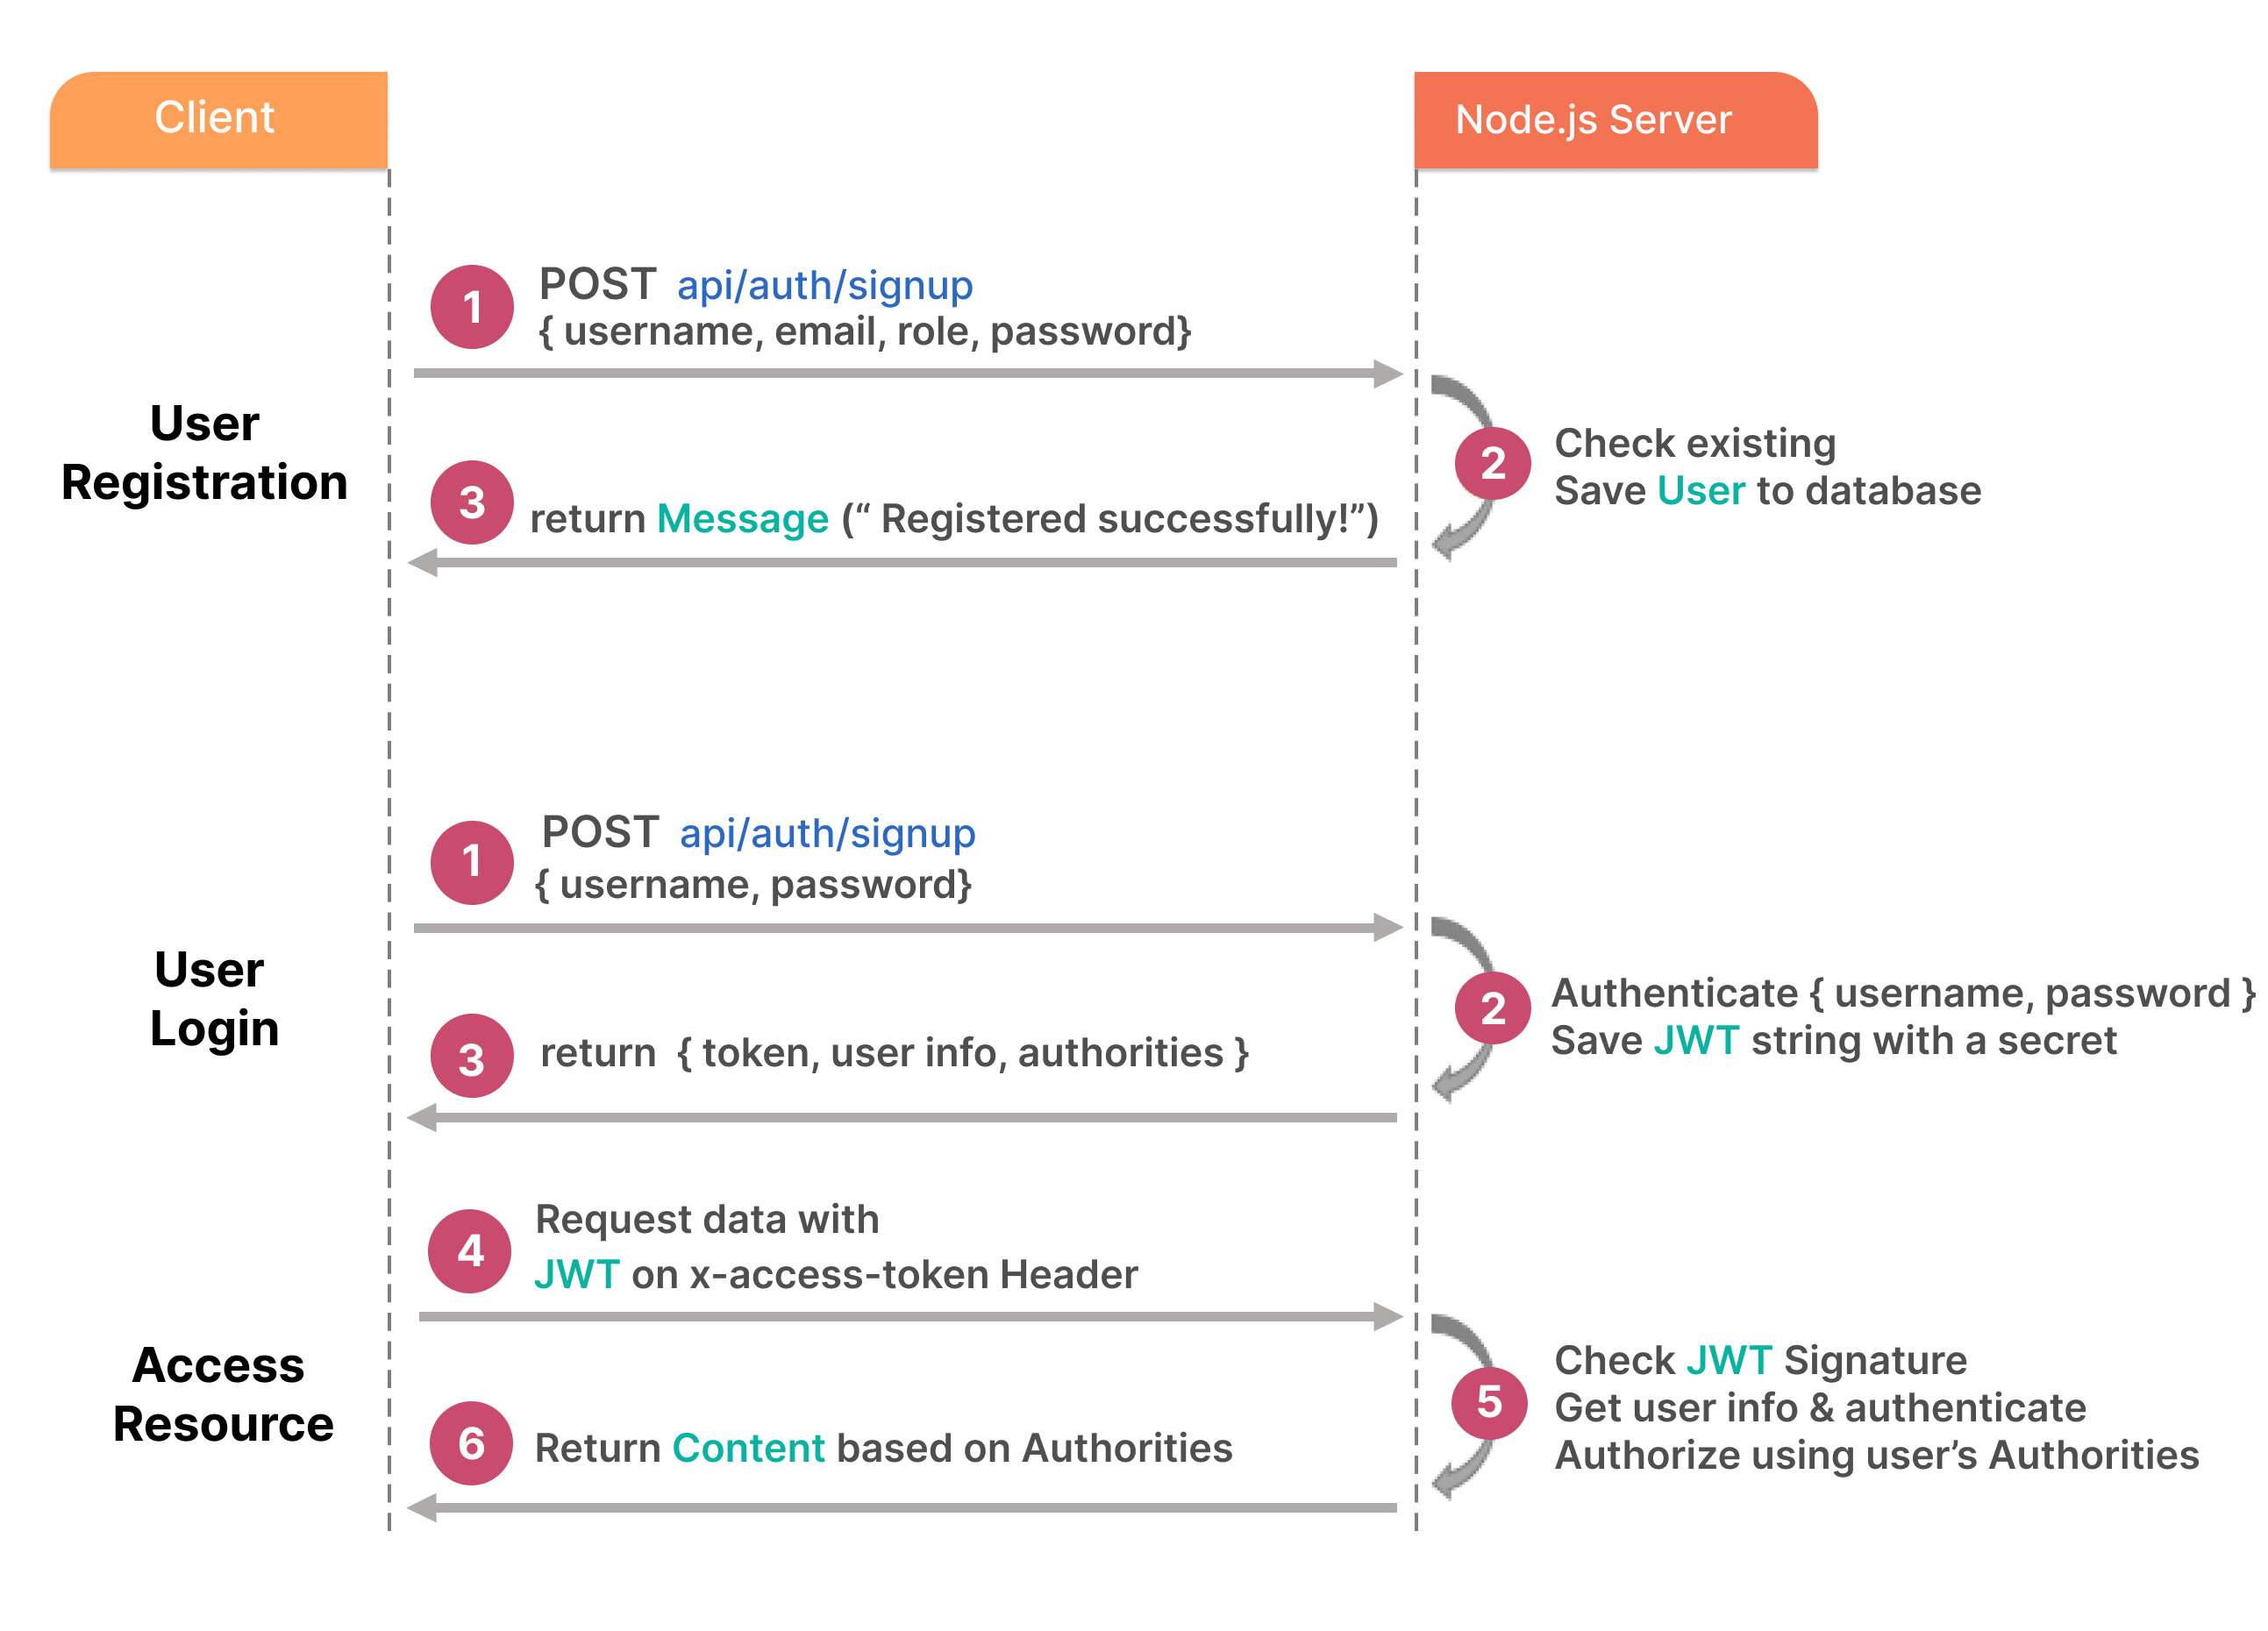 Client
Node.js Server
1
POST api/auth/signup
{ username, email, role, password}
User
Registration
2
Check existing
Save User to database
3
return Message (“ Registered successfully!”)
1
POST api/auth/signup
{ username, password}
User
Login
2
Authenticate { username, password }
Save JWT string with a secret
3
return { token, user info, authorities }
4
Request data with
JWT on x-access-token Header
Access
Resource
5
Check JWT Signature
Get user info & authenticate
Authorize using user’s Authorities
6
Return Content based on Authorities